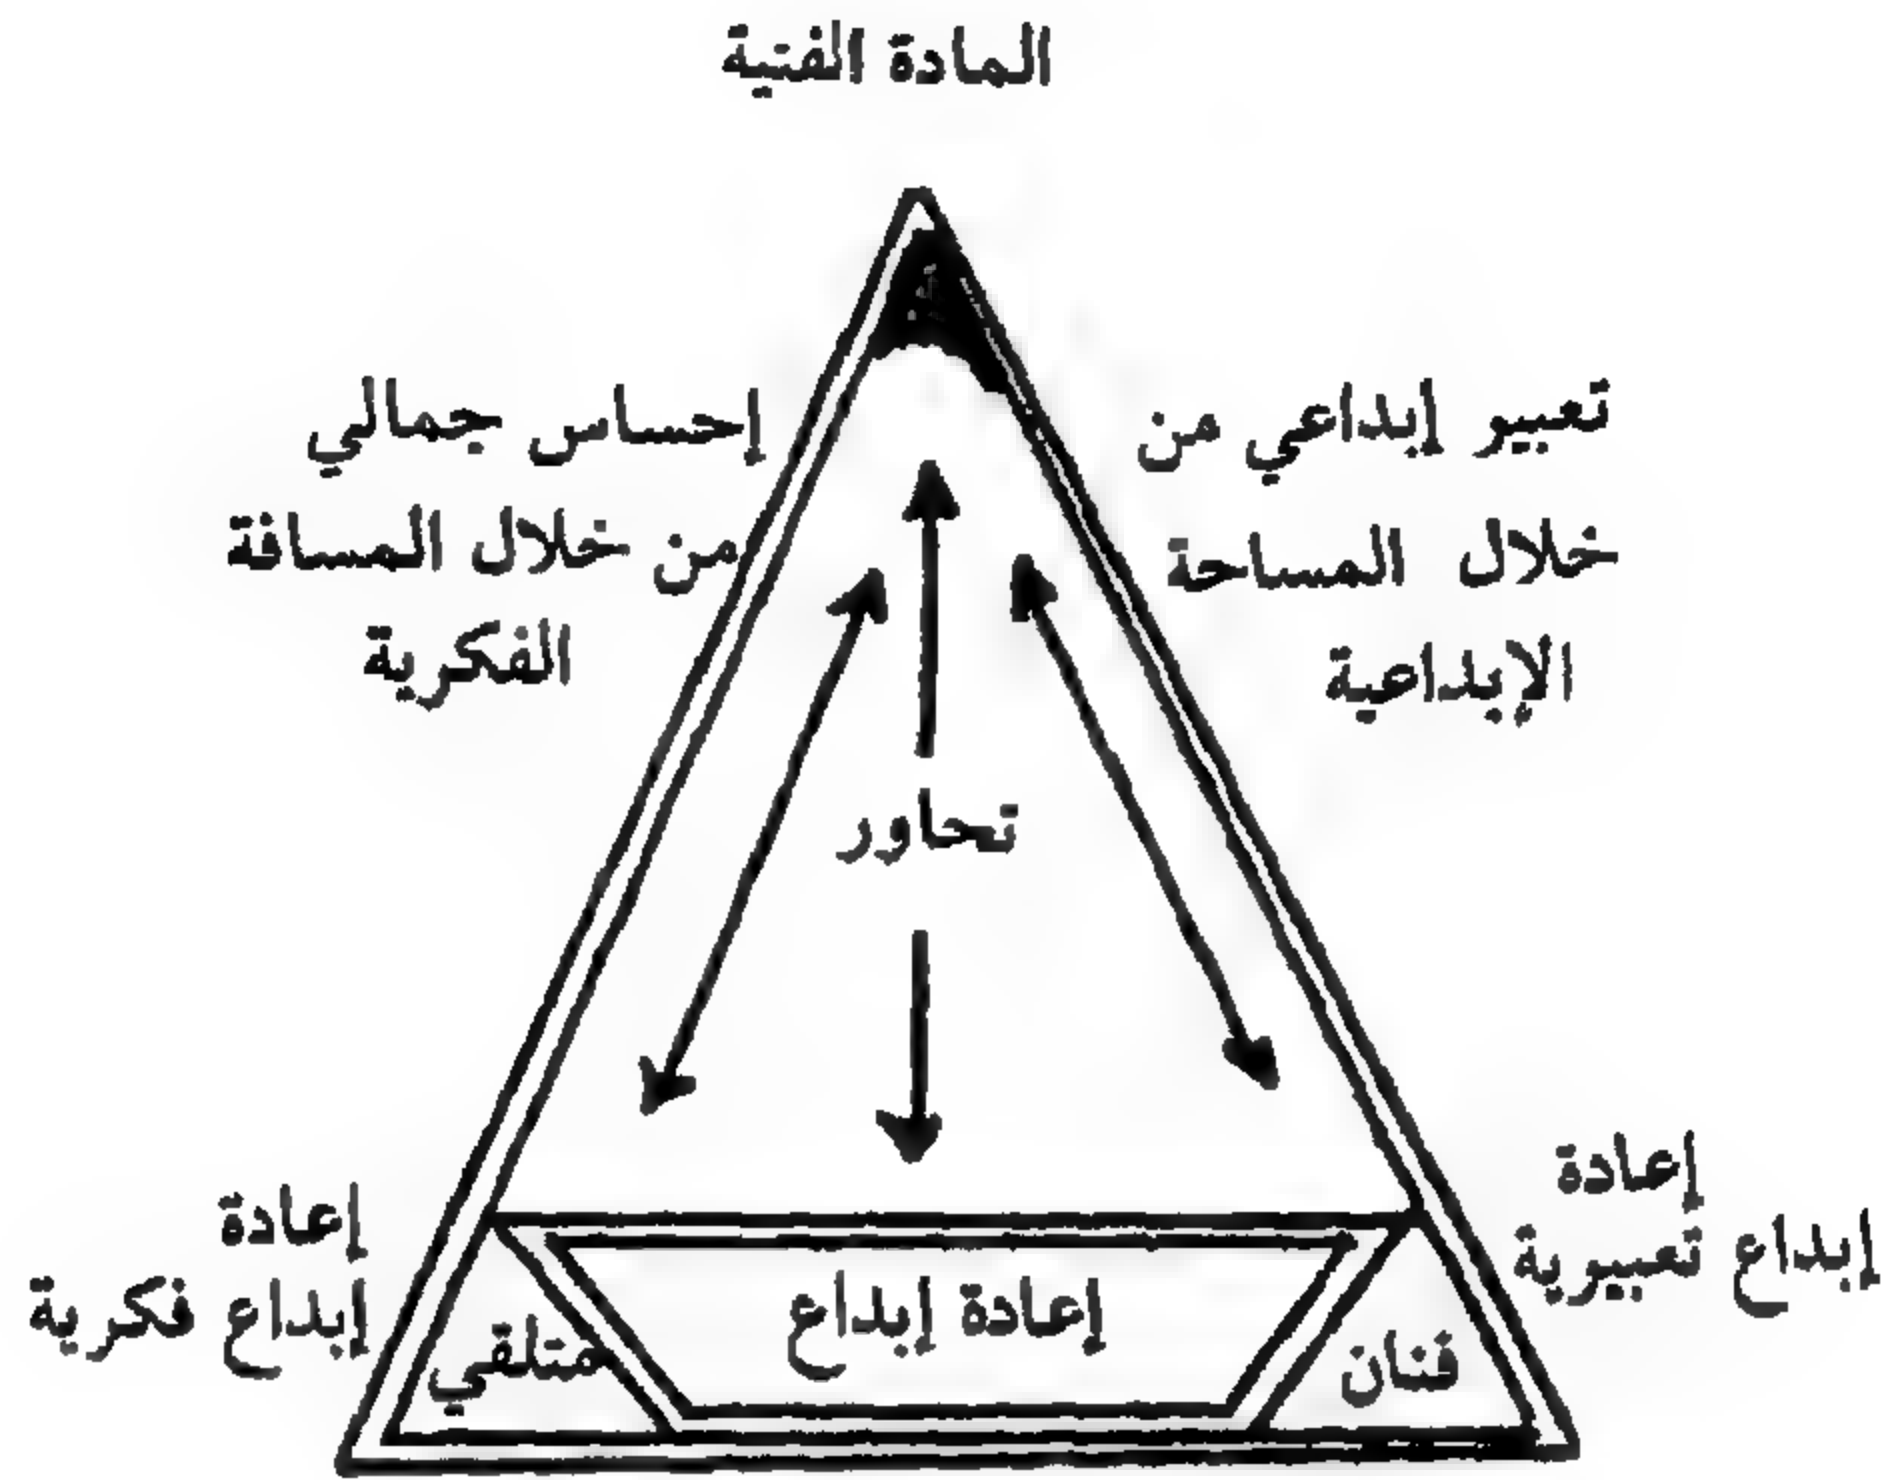 المادة الفنية
تعبير إبداعي من
خلال المساحة
الإبداعية
إحساس جمالي
من خلال المسافة
الفكرية
تحاور
إعادة
إبداع تعبيرية
إعادة
إبداع فكرية
فنان
إعادة إبداع
متلقي